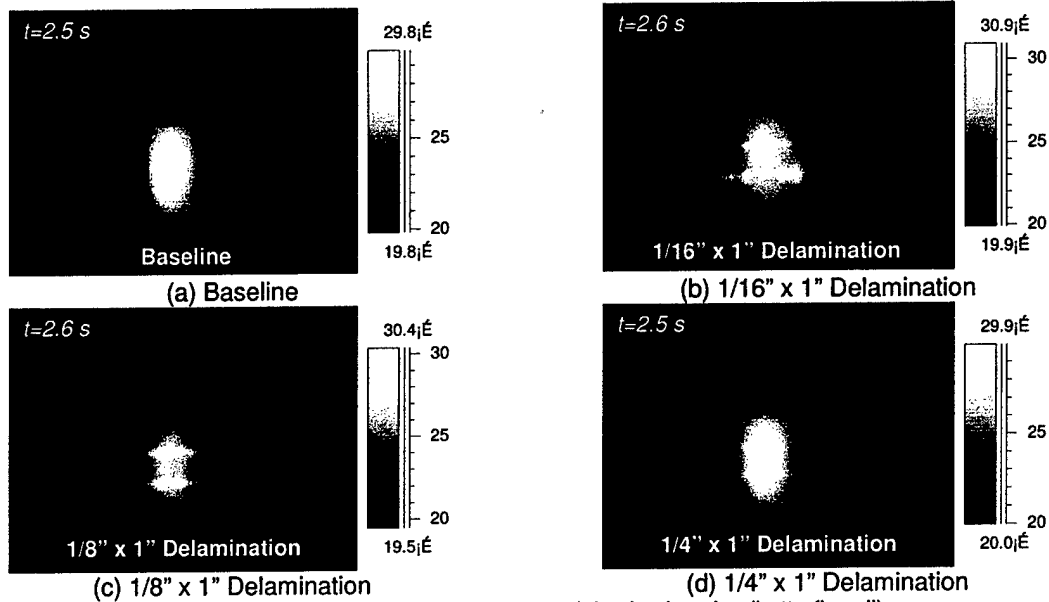 t=2.5 s
29.8¡É
25
20
19.8¡É
Baseline
(a) Baseline
t=2.6 s
30.9¡É
30
25
20
19.9¡É
1/16" x 1" Delamination
(b) 1/16" x 1" Delamination
t=2.6 s
30.4¡É
30
25
20
19.5¡É
1/8" x 1" Delamination
(c) 1/8" x 1" Delamination
t=2.5 s
29.9¡É
25
20
20.0¡É
1/4" x 1" Delamination
(d) 1/4" x 1" Delamination